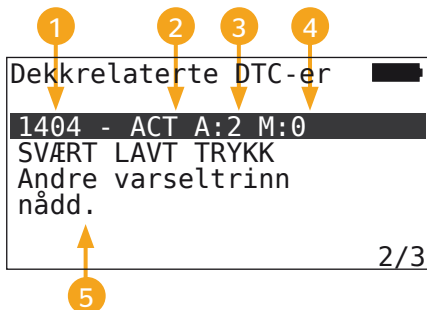 1 2 3 4
Dekkrelaterte DTC-er
1404 - ACT A:2 M:0
SVÆRT LAVT TRYKK
Andre varseltrinn
nådd.
2/3
5